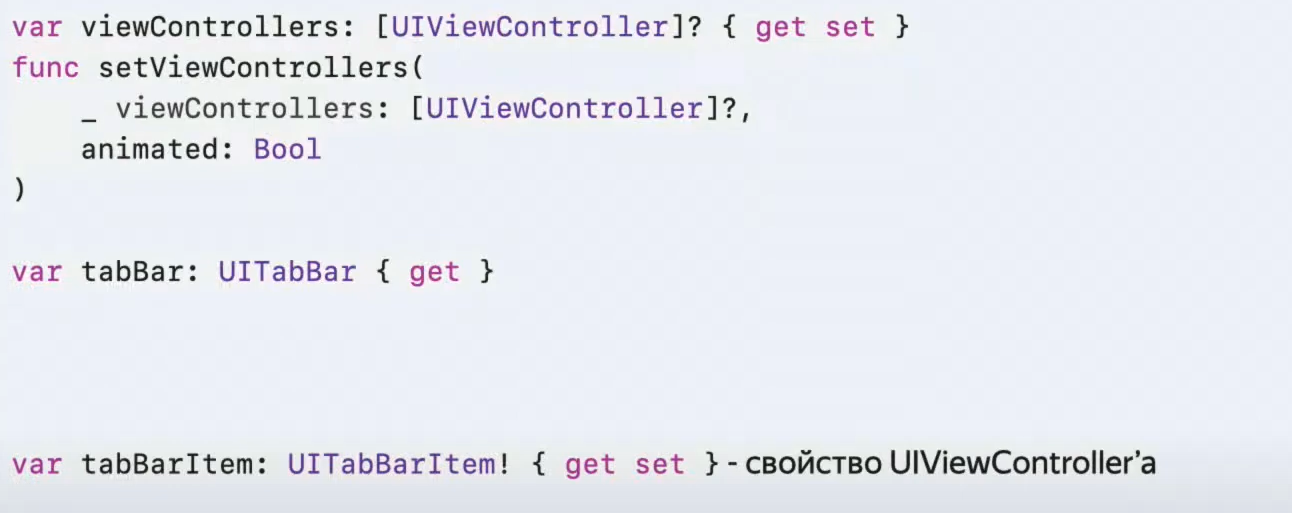 var viewControllers: [UIViewController]? { get set }
func setViewControllers(
    _ viewControllers: [UIViewController]?,
    animated: Bool
)
var tabBar: UITabBar { get }
var tabBarItem: UITabBarItem! { get set } - свойство UIViewController’а